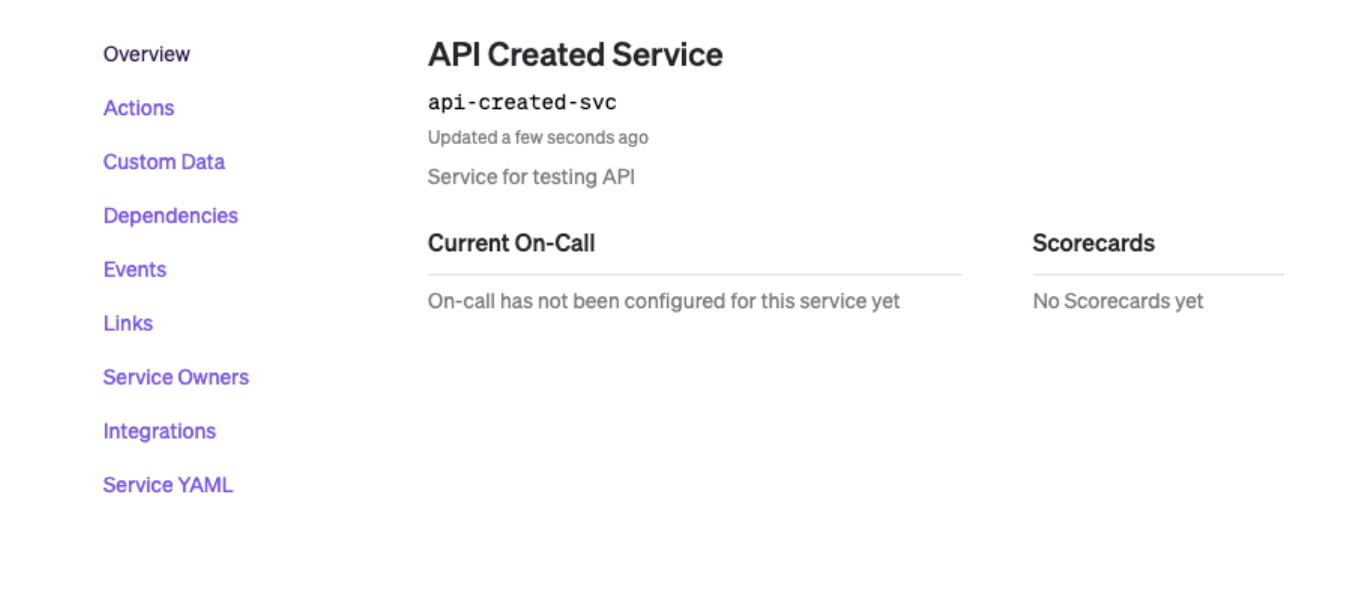 Overview
Actions
Custom Data
Dependencies
Events
Links
Service Owners
Integrations
Service YAML
API Created Service
api-created-svc
Updated a few seconds ago
Service for testing API
Current On-Call
On-call has not been configured for this service yet
Scorecards
No Scorecards yet